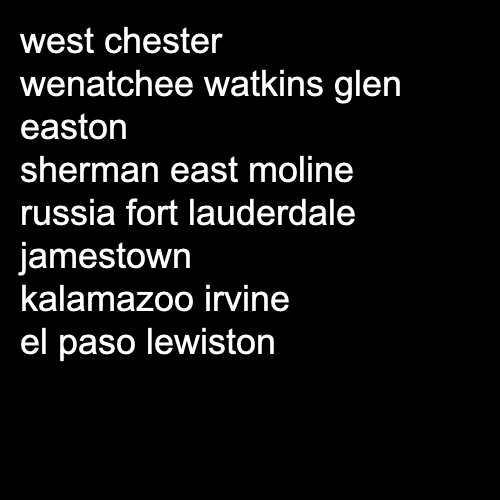 west chester
wenatchee watkins glen
easton
sherman east moline
russia fort lauderdale
jamestown
kalamazoo irvine
el paso lewiston